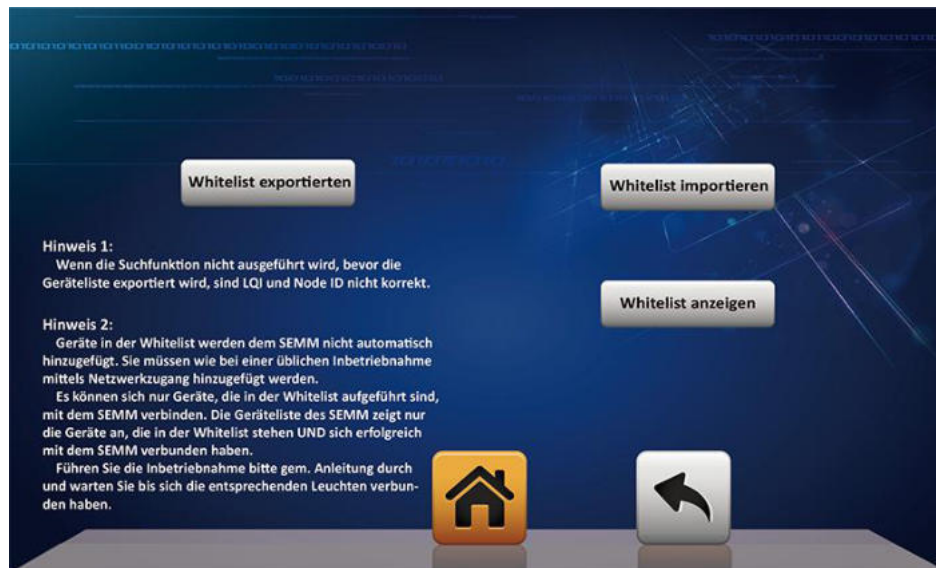 Whitelist exportierten
Whitelist importieren
Hinweis 1:
Wenn die Suchfunktion nicht ausgeführt wird, bevor die
Geräteliste exportiert wird, sind LQI und Node ID nicht korrekt.
Whitelist anzeigen
Hinweis 2:
Geräte in der Whitelist werden dem SEMM nicht automatisch
hinzugefügt. Sie müssen wie bei einer üblichen Inbetriebnahme
mittels Netzwerkzugang hinzugefügt werden.
Es können sich nur Geräte, die in der Whitelist aufgeführt sind,
mit dem SEMM verbinden. Die Geräteliste des SEMM zeigt nur
die Geräte an, die in der Whitelist stehen UND sich erfolgreich
mit dem SEMM verbunden haben.
Führen Sie die Inbetriebnahme bitte gem. Anleitung durch
und warten Sie bis sich die entsprechenden Leuchten verbun-
den haben.